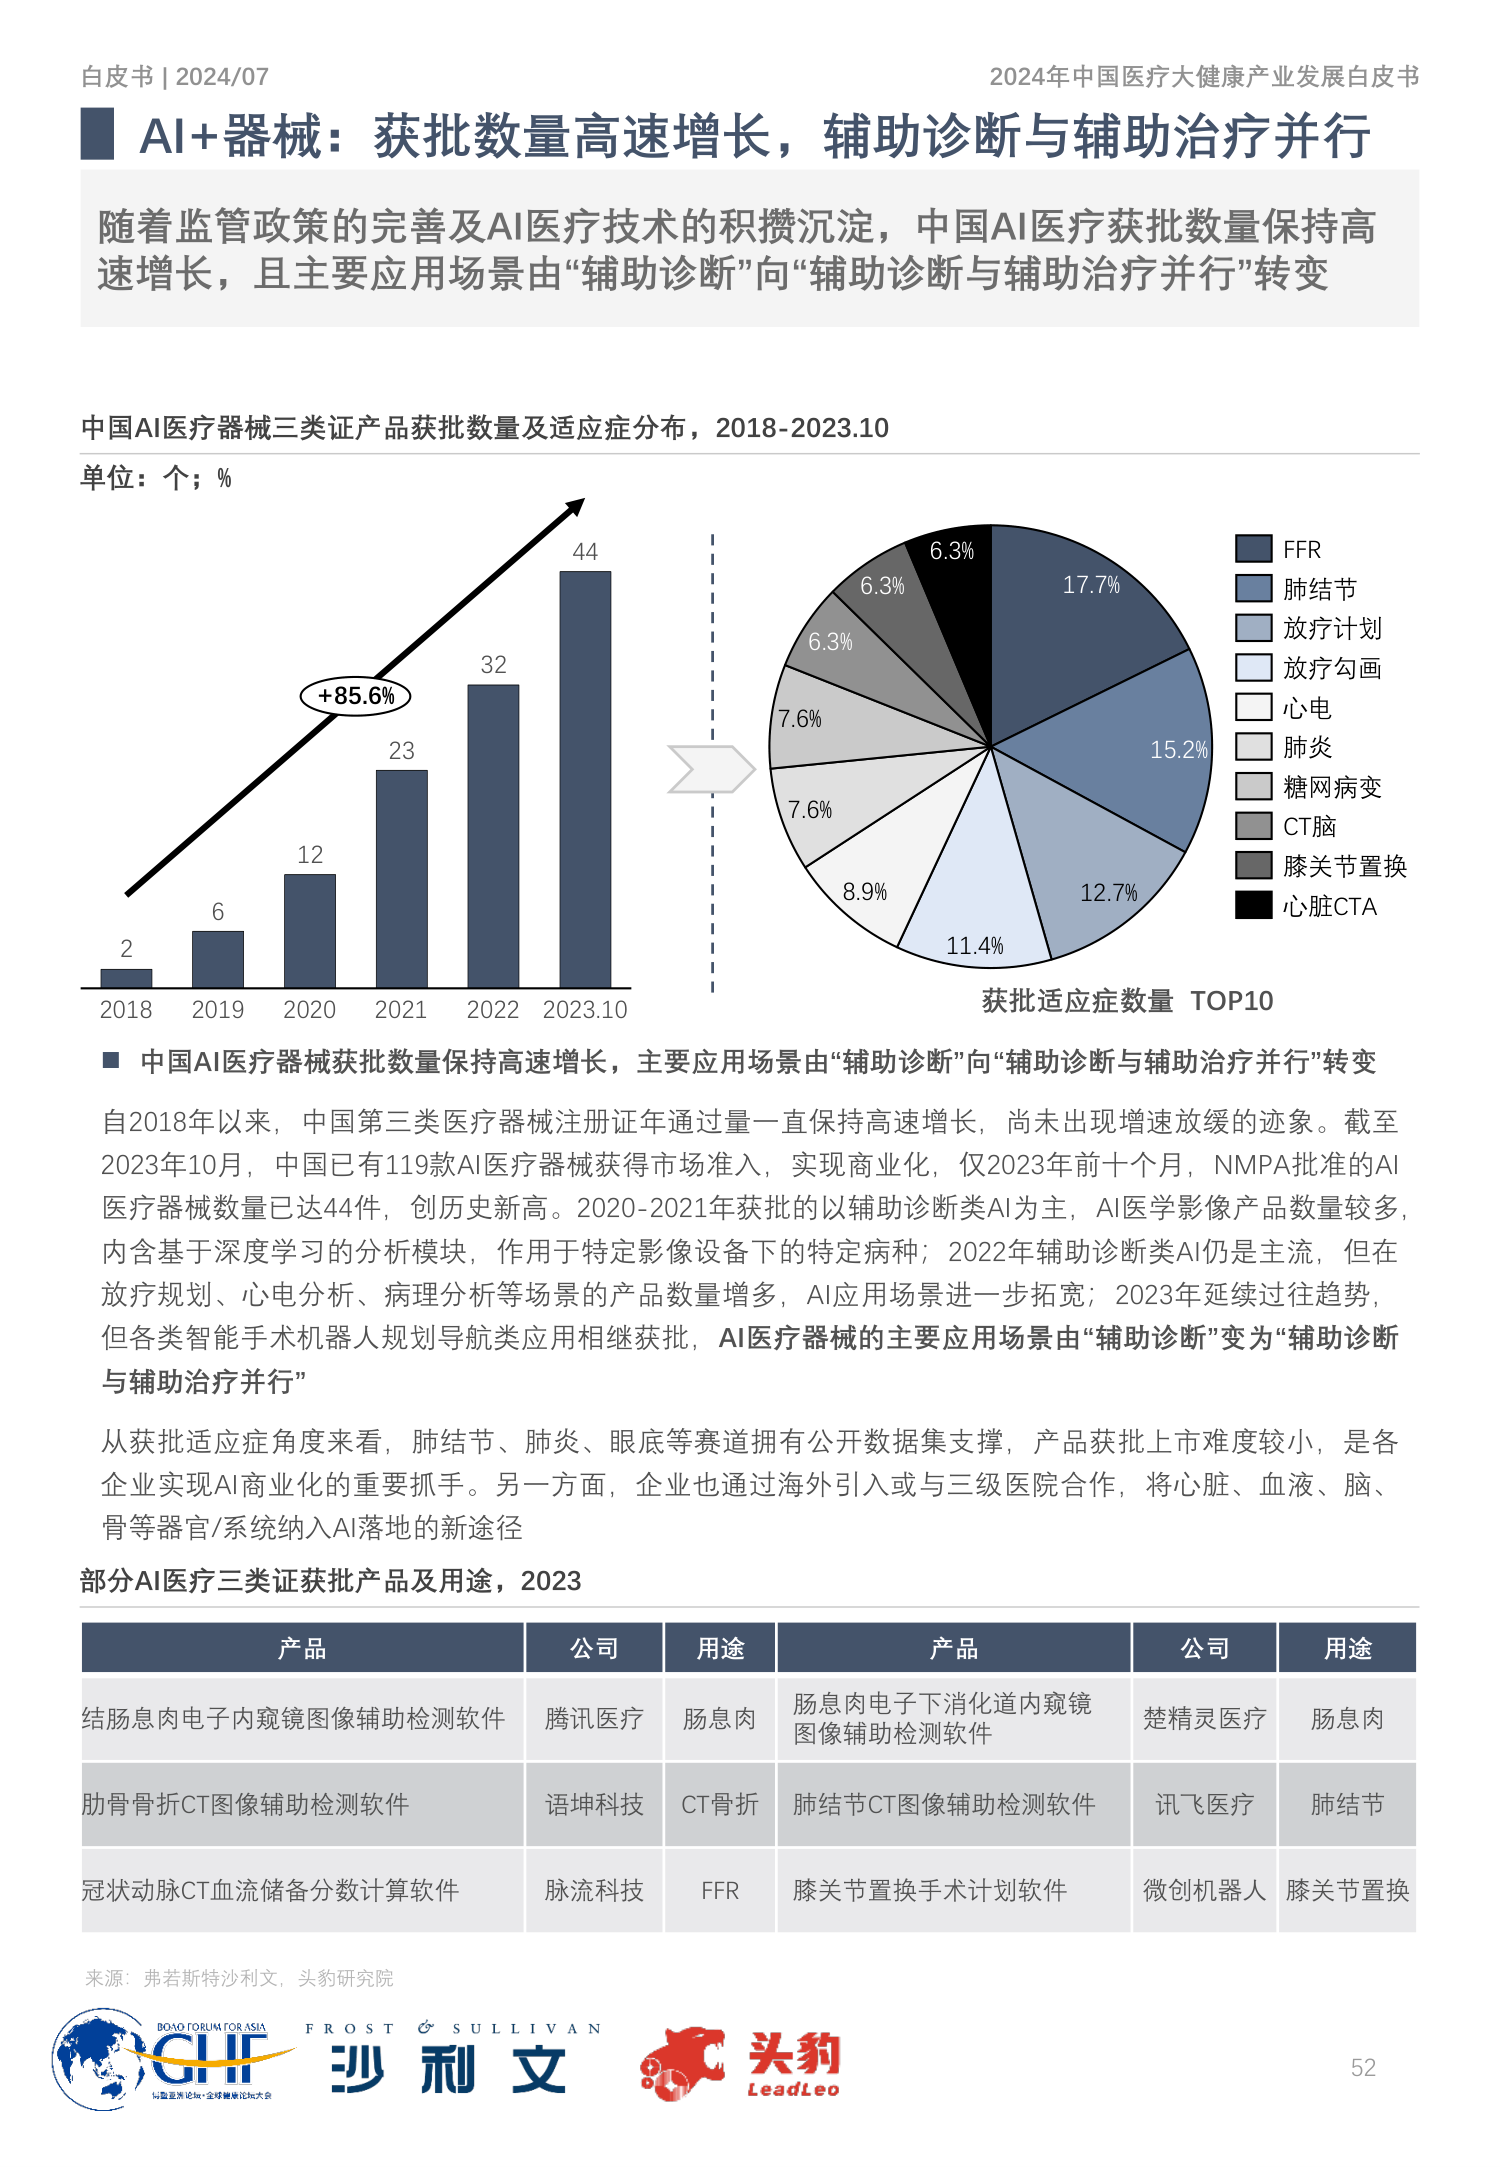 白皮书 | 2024/07
2024年中国医疗大健康产业发展白皮书
AI+器械：获批数量高速增长，辅助诊断与辅助治疗并行
随着监管政策的完善及AI医疗技术的积攒沉淀，中国AI医疗获批数量保持高
速增长，且主要应用场景由“辅助诊断”向“辅助诊断与辅助治疗并行”转变
中国AI医疗器械三类证产品获批数量及适应症分布，2018-2023.10
单位：个；%
+85.6%
2
6
12
23
32
44
2018
2019
2020
2021
2022
2023.10
17.7%
15.2%
12.7%
11.4%
8.9%
7.6%
7.6%
6.3%
6.3%
6.3%
FFR
肺结节
放疗计划
放疗勾画
心电
肺炎
糖网病变
CT脑
膝关节置换
心脏CTA
获批适应症数量 TOP10
■ 中国AI医疗器械获批数量保持高速增长，主要应用场景由“辅助诊断”向“辅助诊断与辅助治疗并行”转变
自2018年以来，中国第三类医疗器械注册证年通过量一直保持高速增长，尚未出现增速放缓的迹象。截至
2023年10月，中国已有119款AI医疗器械获得市场准入，实现商业化，仅2023年前十个月，NMPA批准的AI
医疗器械数量已达44件，创历史新高。2020-2021年获批的以辅助诊断类AI为主，AI医学影像产品数量较多，
内含基于深度学习的分析模块，作用于特定影像设备下的特定病种；2022年辅助诊断类AI仍是主流，但在
放疗规划、心电分析、病理分析等场景的产品数量增多，AI应用场景进一步拓宽；2023年延续过往趋势，
但各类智能手术机器人规划导航类应用相继获批，AI医疗器械的主要应用场景由“辅助诊断”变为“辅助诊断
与辅助治疗并行”
从获批适应症角度来看，肺结节、肺炎、眼底等赛道拥有公开数据集支撑，产品获批上市难度较小，是各
企业实现AI商业化的重要抓手。另一方面，企业也通过海外引入或与三级医院合作，将心脏、血液、脑、
骨等器官/系统纳入AI落地的新途径
部分AI医疗三类证获批产品及用途，2023
产品 公司 用途 产品 公司 用途
结肠息肉电子内窥镜图像辅助检测软件 腾讯医疗 肠息肉 肠息肉电子下消化道内窥镜
图像辅助检测软件 楚精灵医疗 肠息肉
肋骨骨折CT图像辅助检测软件 语坤科技 CT骨折 肺结节CT图像辅助检测软件 讯飞医疗 肺结节
冠状动脉CT血流储备分数计算软件 脉流科技 FFR 膝关节置换手术计划软件 微创机器人 膝关节置换
来源：弗若斯特沙利文，头豹研究院
BOAO FORUM FOR ASIA
GHF
博鳌亚洲论坛·全球健康论坛大会
FROST & SULLIVAN
沙利文
头豹
LeadLeo
52